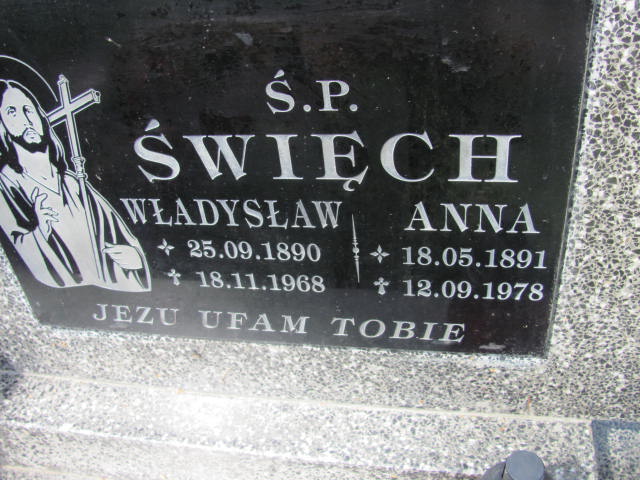 Ś.P.
ŚWIĘCH
WŁADYSŁAW ANNA
25.09.1890 18.05.1891
18.11.1968 12.09.1978
JEZU UFAM TOBIE